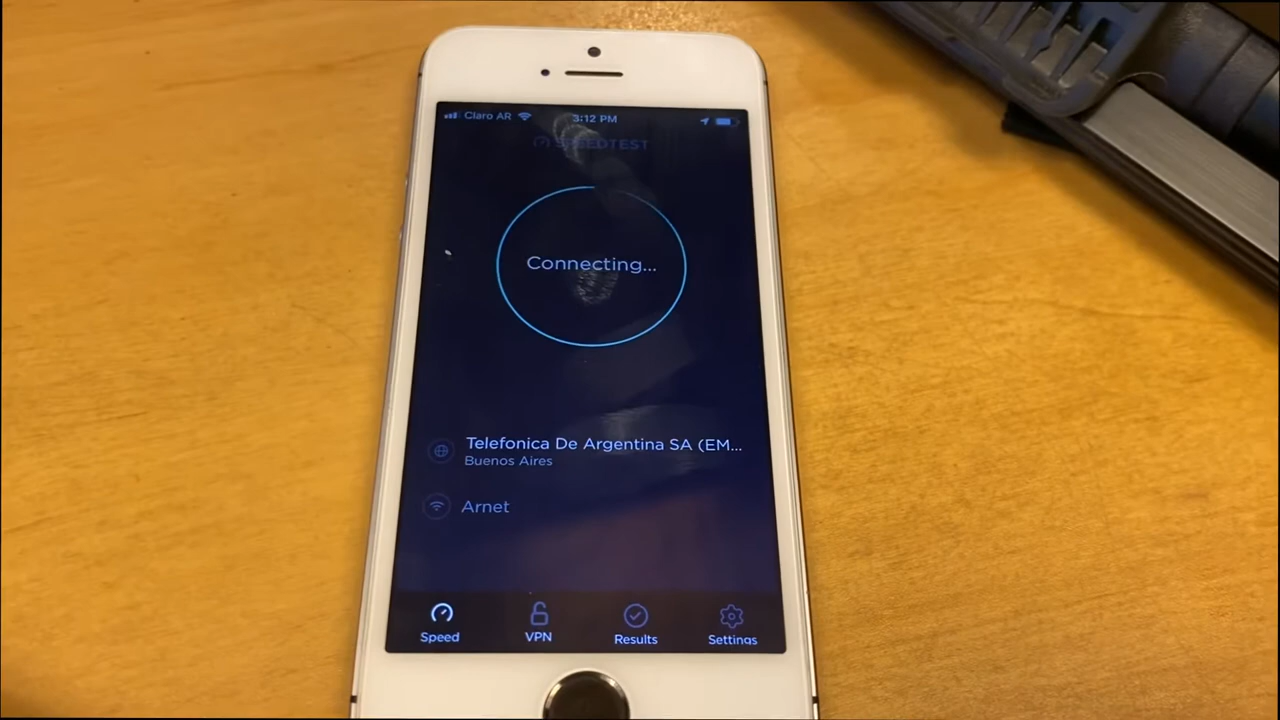 Claro AR 3:12 PM
SPEEDTEST
Connecting...
Telefonica De Argentina SA (EM...
Buenos Aires
Arnet
Speed VPN Results Settings